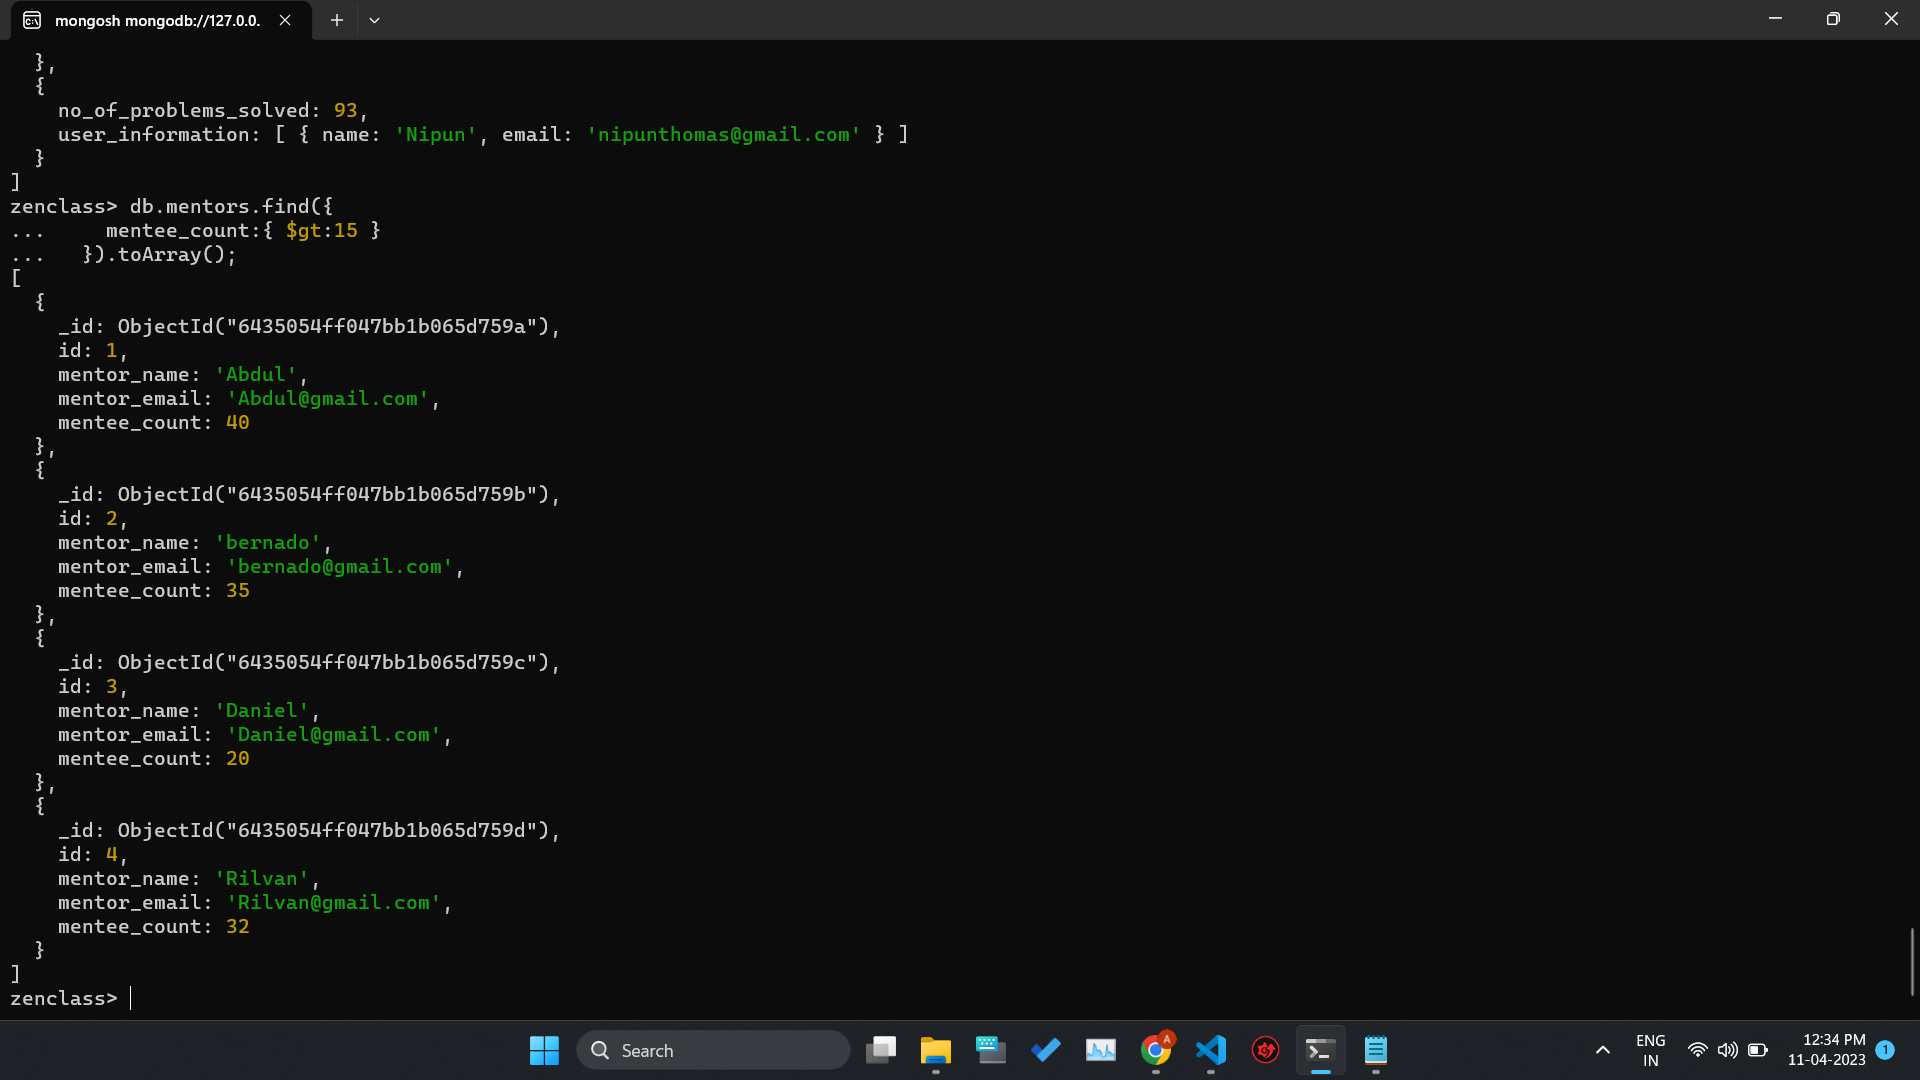 mongosh mongodb://127.0.0.
  },
  {
    no_of_problems_solved: 93,
    user_information: [ { name: 'Nipun', email: 'nipunthomas@gmail.com' } ]
  }
]
zenclass> db.mentors.find({
...     mentee_count:{ $gt:15 }
...   }).toArray();
[
  {
    _id: ObjectId("6435054ff047bb1b065d759a"),
    id: 1,
    mentor_name: 'Abdul',
    mentor_email: 'Abdul@gmail.com',
    mentee_count: 40
  },
  {
    _id: ObjectId("6435054ff047bb1b065d759b"),
    id: 2,
    mentor_name: 'bernado',
    mentor_email: 'bernado@gmail.com',
    mentee_count: 35
  },
  {
    _id: ObjectId("6435054ff047bb1b065d759c"),
    id: 3,
    mentor_name: 'Daniel',
    mentor_email: 'Daniel@gmail.com',
    mentee_count: 20
  },
  {
    _id: ObjectId("6435054ff047bb1b065d759d"),
    id: 4,
    mentor_name: 'Rilvan',
    mentor_email: 'Rilvan@gmail.com',
    mentee_count: 32
  }
]
zenclass>
Search
A
ENG
IN
12:34 PM
11-04-2023
1